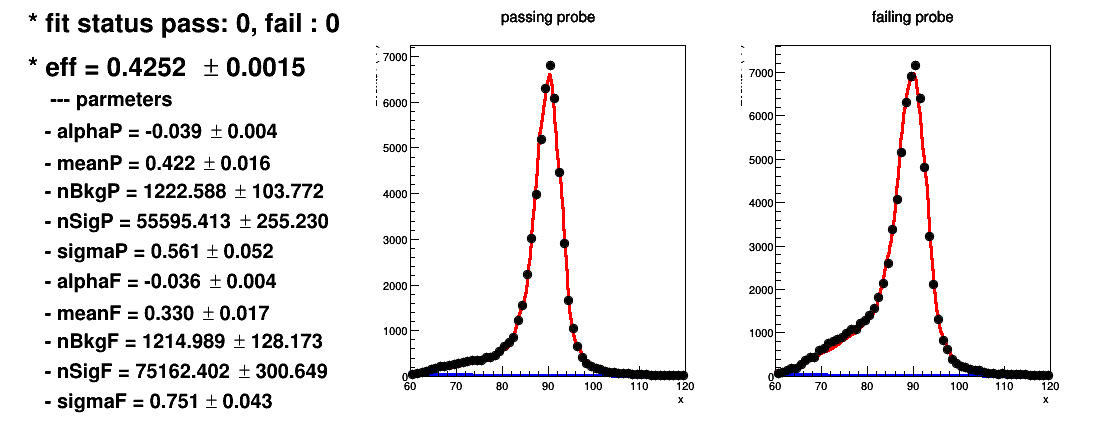 * fit status pass: 0, fail : 0
* eff = 0.4252 ± 0.0015
--- parmeters
- alphaP = -0.039 ± 0.004
- meanP = 0.422 ± 0.016
- nBkgP = 1222.588 ± 103.772
- nSigP = 55595.413 ± 255.230
- sigmaP = 0.561 ± 0.052
- alphaF = -0.036 ± 0.004
- meanF = 0.330 ± 0.017
- nBkgF = 1214.989 ± 128.173
- nSigF = 75162.402 ± 300.649
- sigmaF = 0.751 ± 0.043
passing probe
7000
6000
5000
4000
3000
2000
1000
0
60 70 80 90 100 110 120
x
failing probe
7000
6000
5000
4000
3000
2000
1000
0
60 70 80 90 100 110 120
x